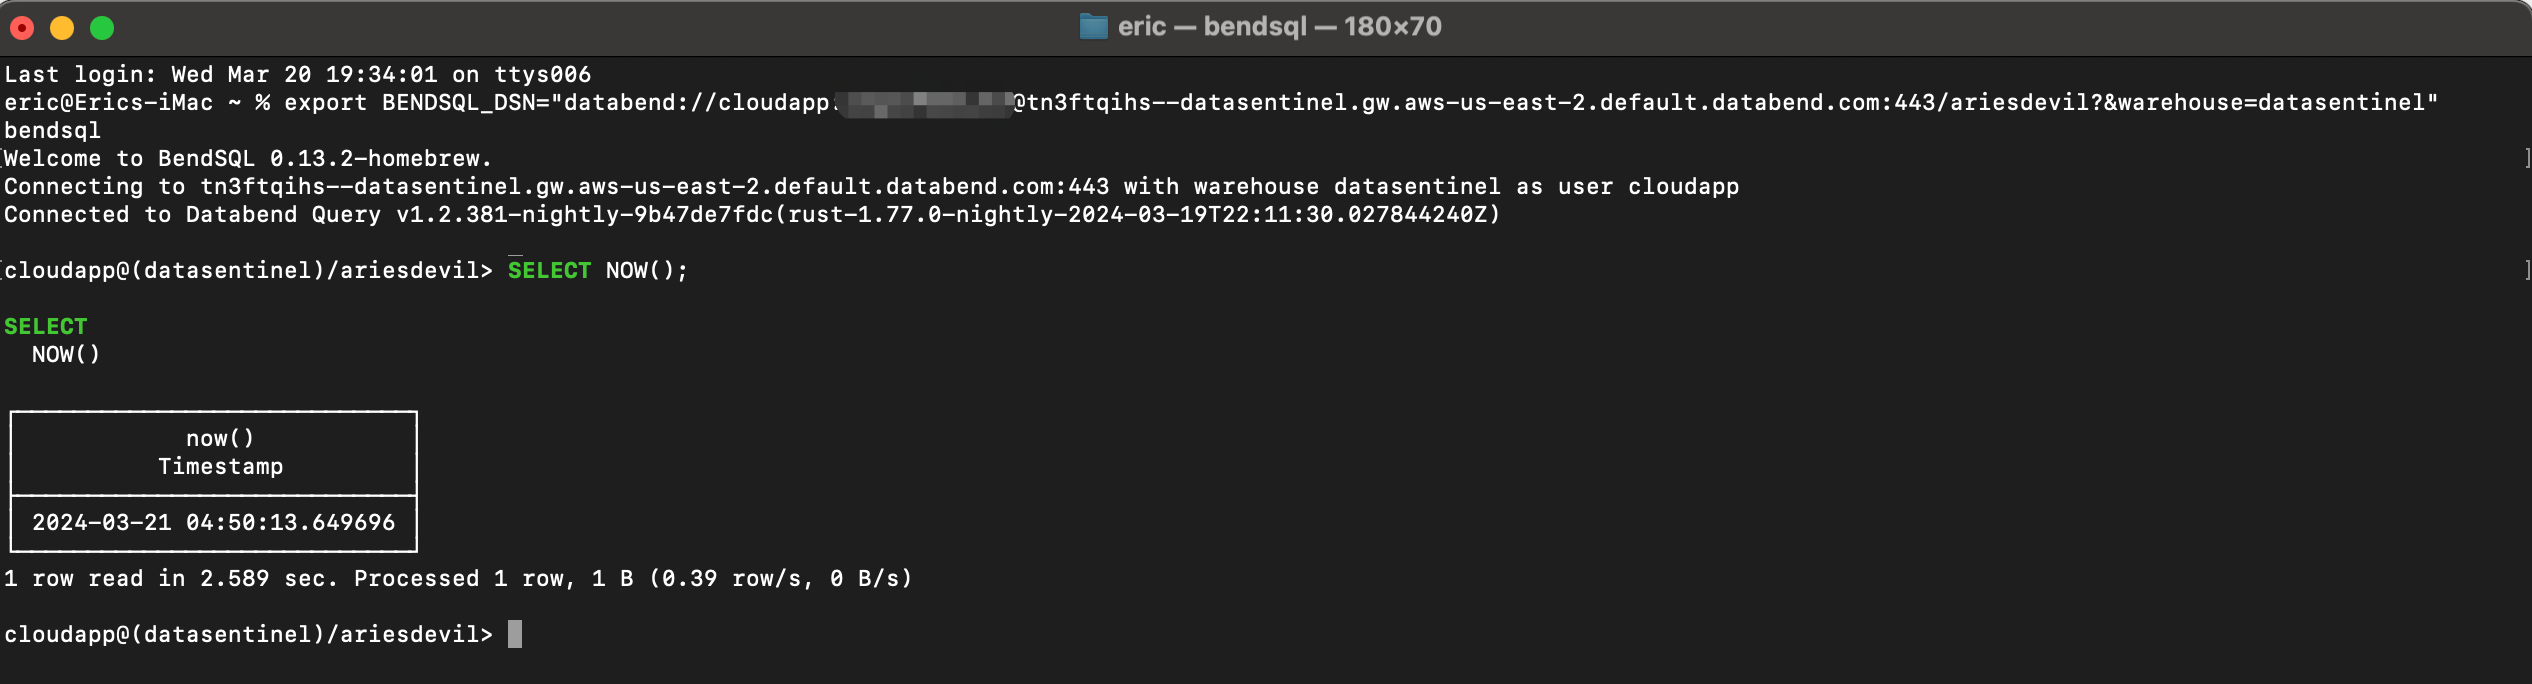 eric — bendsql — 180×70
Last login: Wed Mar 20 19:34:01 on ttys006
eric@Erics-iMac ~ % export BENDSQL_DSN="databend://cloudapp:@tn3ftqihs--datasentinel.gw.aws-us-east-2.default.databend.com:443/ariesdevil?&warehouse=datasentinel"
bendsql
Welcome to BendSQL 0.13.2-homebrew.
Connecting to tn3ftqihs--datasentinel.gw.aws-us-east-2.default.databend.com:443 with warehouse datasentinel as user cloudapp
Connected to Databend Query v1.2.381-nightly-9b47de7fdc(rust-1.77.0-nightly-2024-03-19T22:11:30.027844240Z)
cloudapp@(datasentinel)/ariesdevil> SELECT NOW();
SELECT
NOW()
now()
Timestamp
2024-03-21 04:50:13.649696
1 row read in 2.589 sec. Processed 1 row, 1 B (0.39 row/s, 0 B/s)
cloudapp@(datasentinel)/ariesdevil>